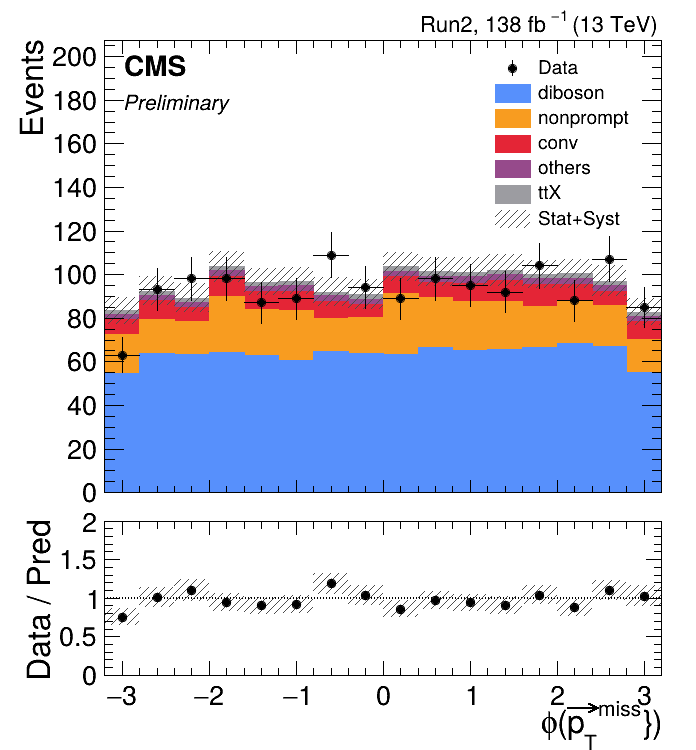 Run2, 138 fb⁻¹ (13 TeV)
CMS
Preliminary
Events
200
180
160
140
120
100
80
60
40
20
0
Data
diboson
nonprompt
conv
others
ttX
Stat+Syst
Data / Pred
2
1.5
1
0.5
0
−3 −2 −1 0 1 2 3
ϕ(p⃗_T^miss})